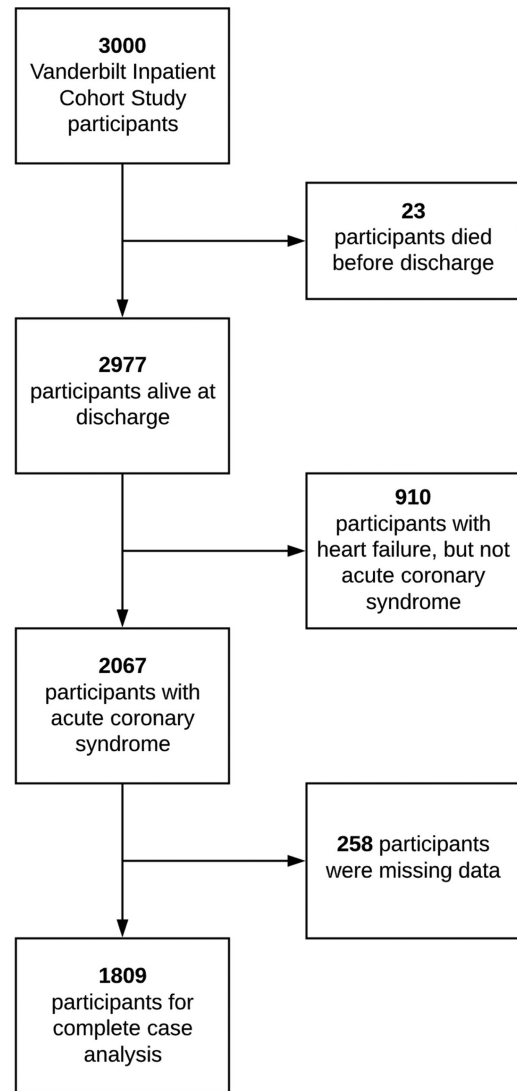 3000
Vanderbilt Inpatient
Cohort Study
participants
23
participants died
before discharge
2977
participants alive at
discharge
910
participants with
heart failure, but not
acute coronary
syndrome
2067
participants with
acute coronary
syndrome
258 participants
were missing data
1809
participants for
complete case
analysis